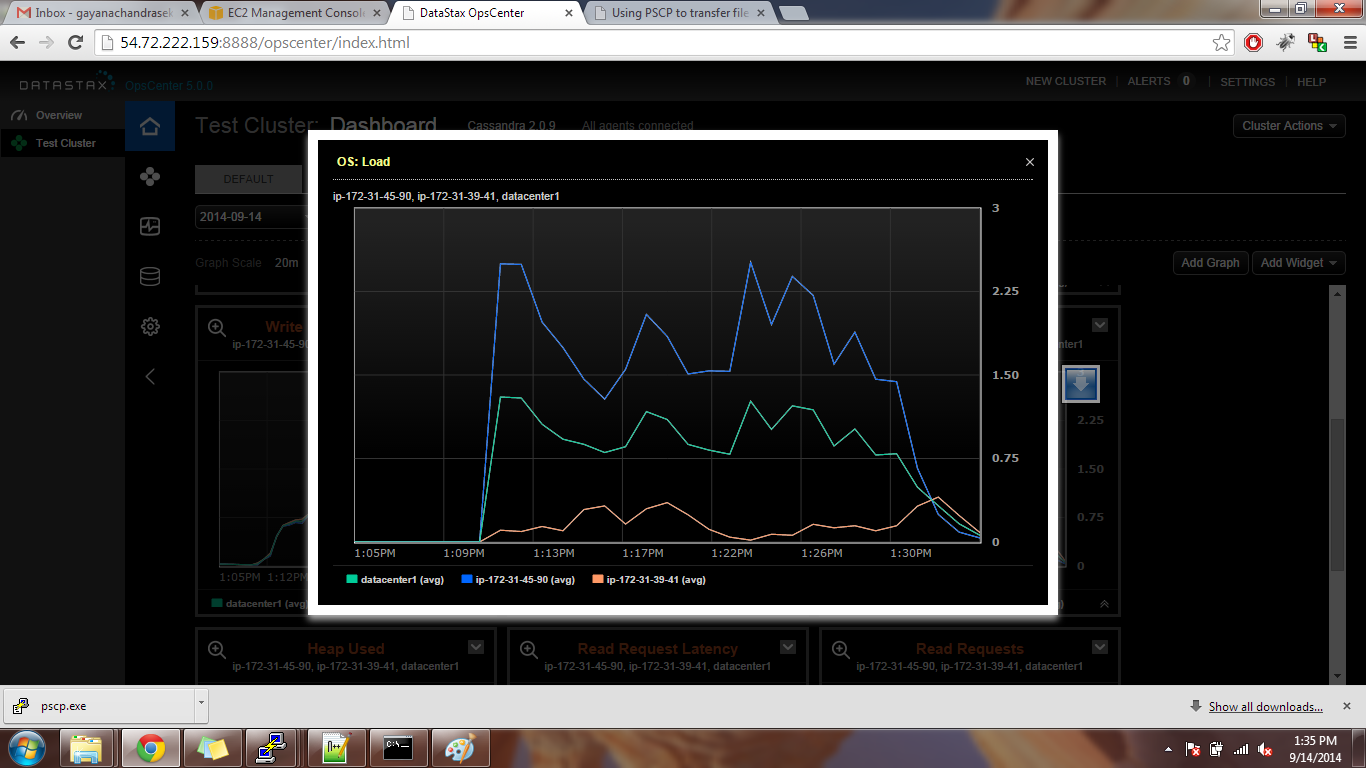 Inbox - gayanachandrasek
EC2 Management Console
DataStax OpsCenter
Using PSCP to transfer file
54.72.222.159:8888/opscenter/index.html
DATASTAX
OpsCenter 5.0.0
NEW CLUSTER
ALERTS 0
SETTINGS
HELP
Overview
Test Cluster
Test Cluster: Dashboard
Cassandra 2.0.9
All agents connected
Cluster Actions
DEFAULT
2014-09-14
Graph Scale 20m
Add Graph
Add Widget
OS: Load
ip-172-31-45-90, ip-172-31-39-41, datacenter1
3
2.25
1.50
0.75
0
1:05PM 1:09PM 1:13PM 1:17PM 1:22PM 1:26PM 1:30PM
datacenter1 (avg) ip-172-31-45-90 (avg) ip-172-31-39-41 (avg)
Write
ip-172-31-45-90
1:05PM 1:12PM
datacenter1 (avg)
nter1
2.25
1.50
0.75
0
Heap Used
ip-172-31-45-90, ip-172-31-39-41, datacenter1
Read Request Latency
ip-172-31-45-90, ip-172-31-39-41, datacenter1
Read Requests
ip-172-31-45-90, ip-172-31-39-41, datacenter1
pscp.exe
Show all downloads...
1:35 PM
9/14/2014